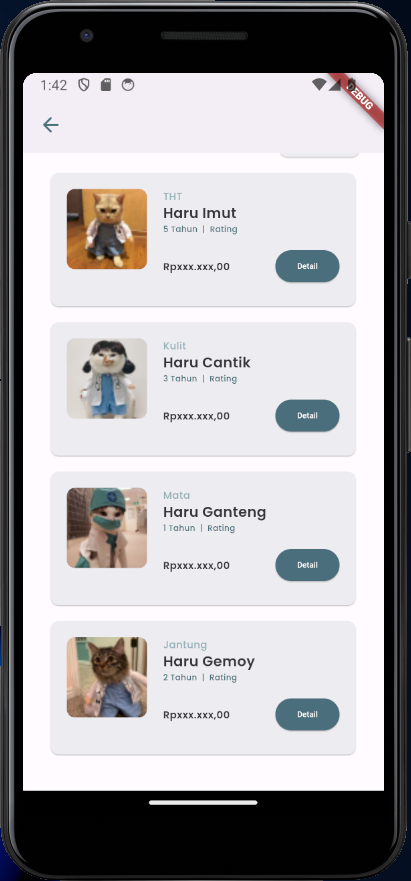 1:42
DEBUG
THT
Haru Imut
5 Tahun | Rating
Rpxxx.xxx,00
Detail
Kulit
Haru Cantik
3 Tahun | Rating
Rpxxx.xxx,00
Detail
Mata
Haru Ganteng
1 Tahun | Rating
Rpxxx.xxx,00
Detail
Jantung
Haru Gemoy
2 Tahun | Rating
Rpxxx.xxx,00
Detail